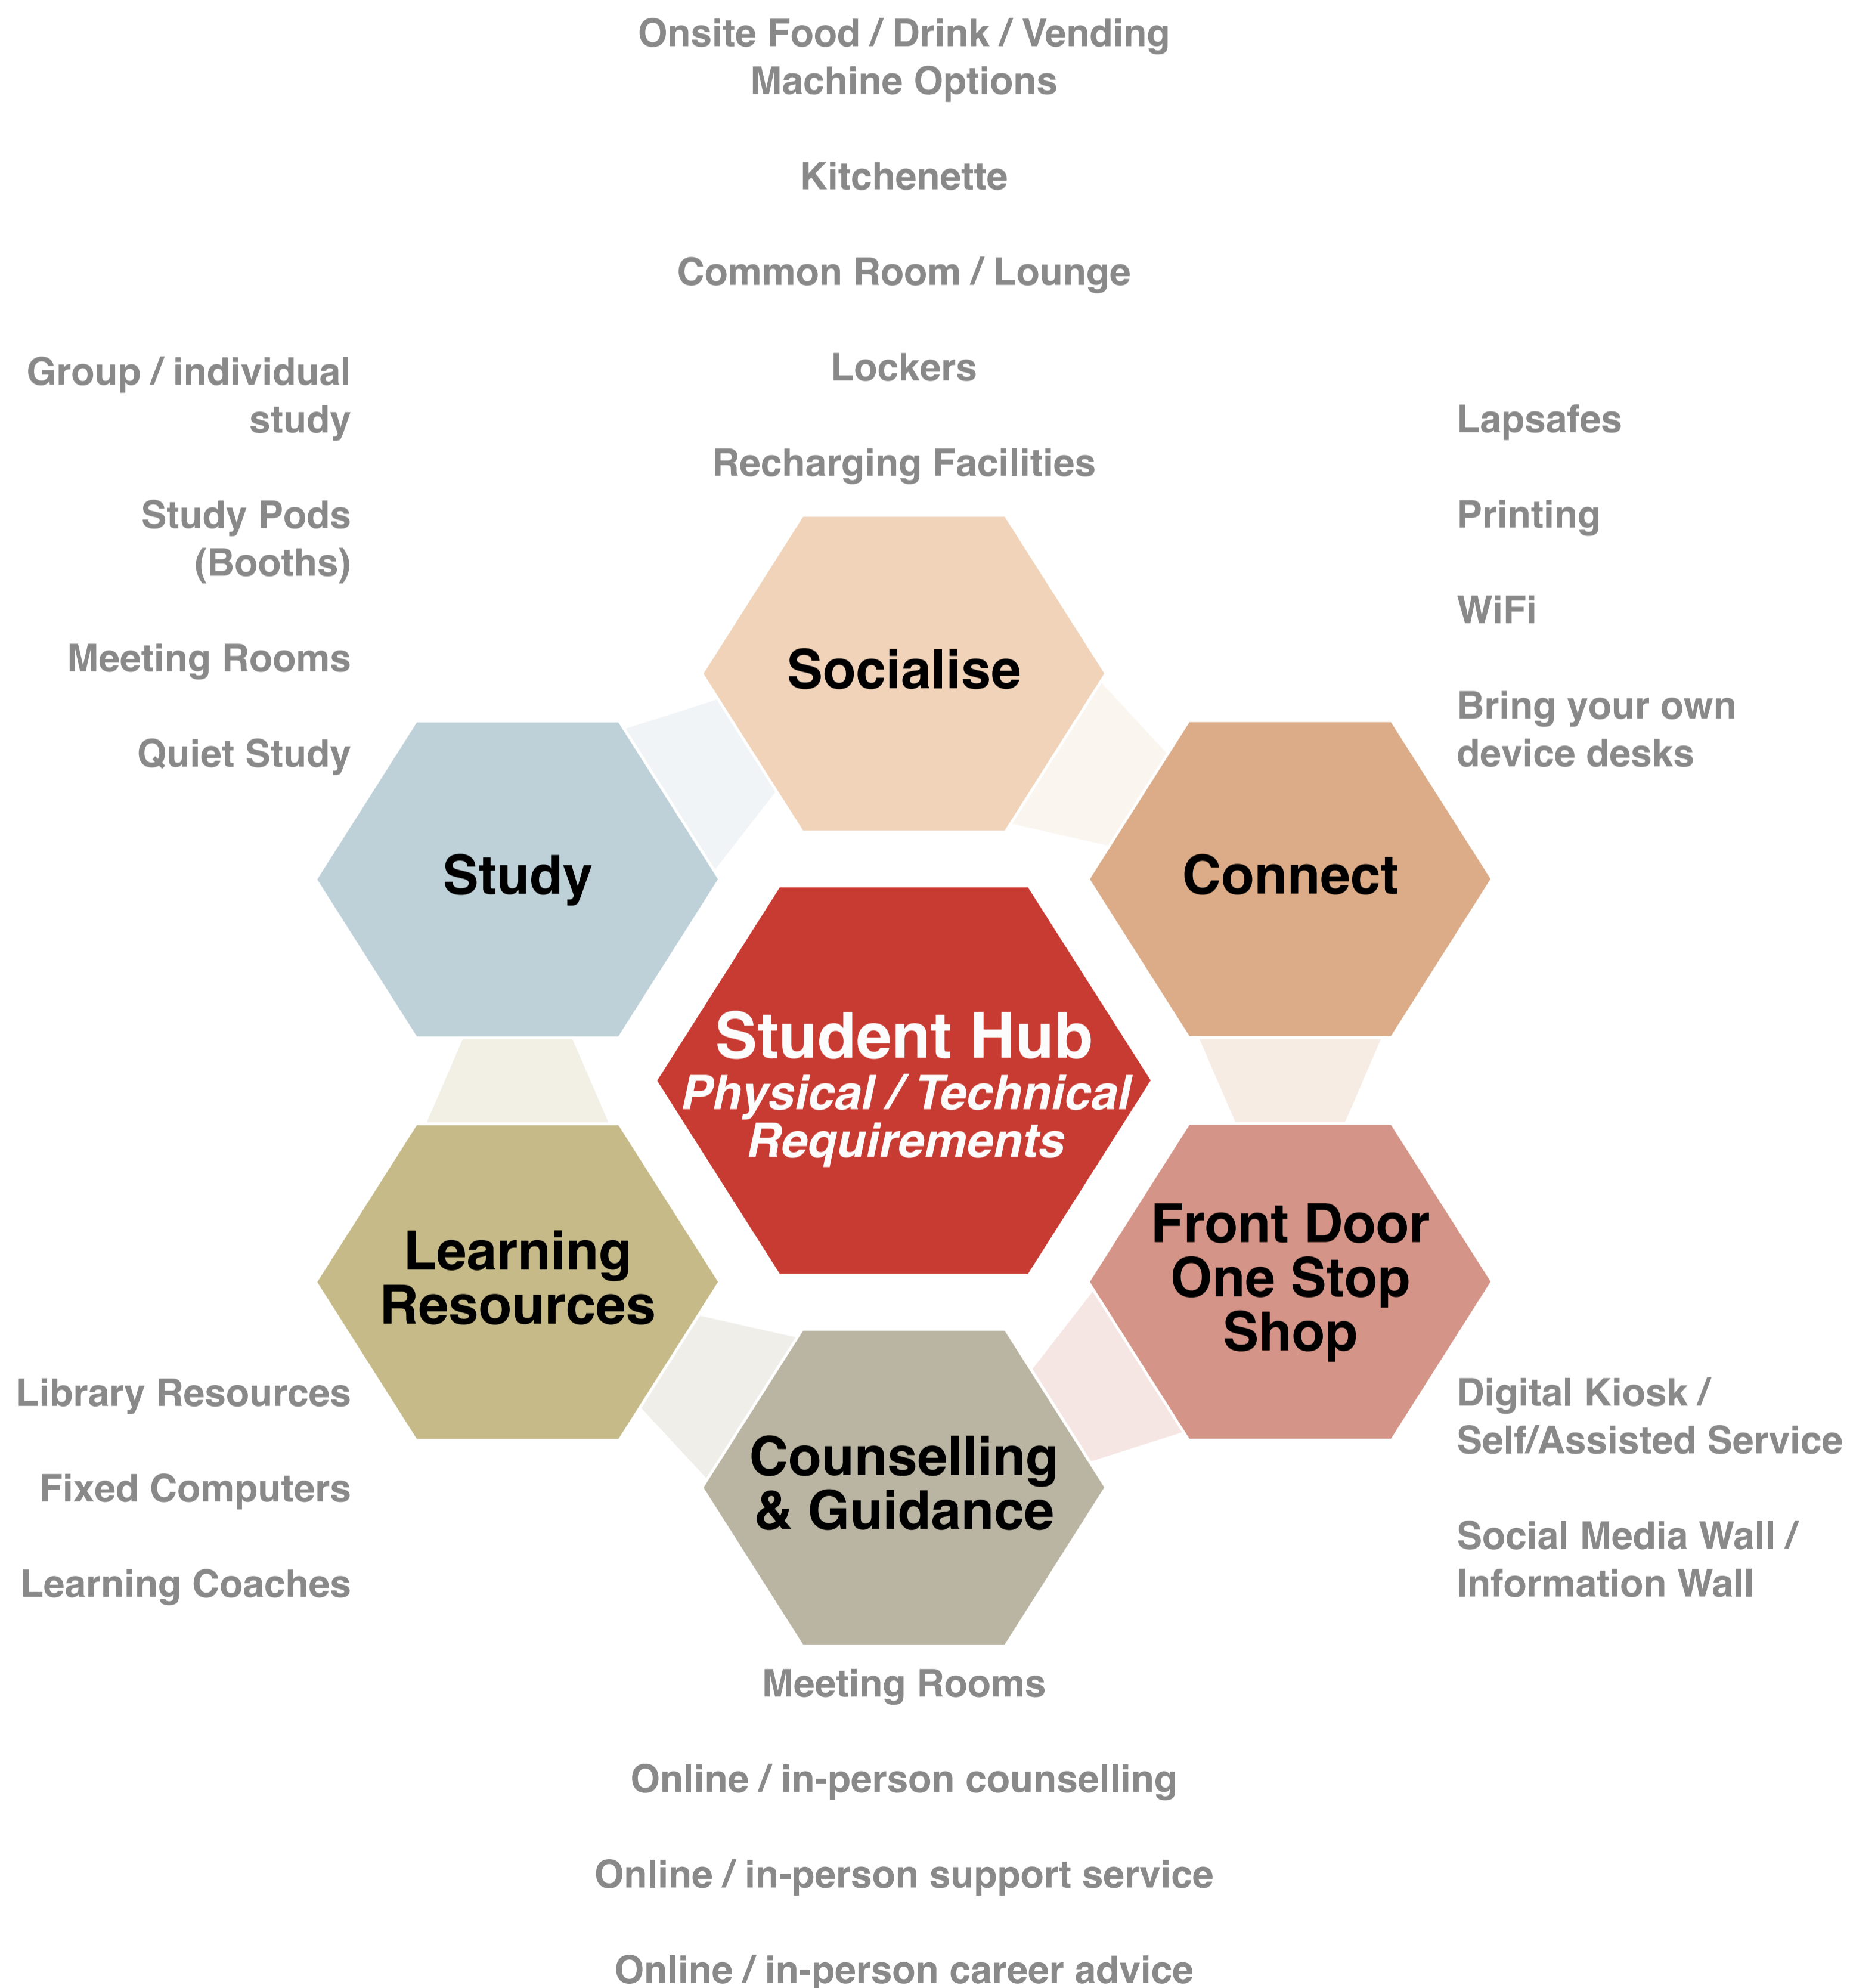 Onsite Food / Drink / Vending
Machine Options
Kitchenette
Common Room / Lounge
Lockers
Recharging Facilities
Group / individual
study
Study Pods
(Booths)
Meeting Rooms
Quiet Study
Lapsafes
Printing
WiFi
Bring your own
device desks
Socialise
Study
Connect
Student Hub
Physical / Technical
Requirements
Learning
Resources
Front Door
One Stop
Shop
Counselling
& Guidance
Library Resources
Fixed Computers
Learning Coaches
Digital Kiosk /
Self/Assisted Service
Social Media Wall /
Information Wall
Meeting Rooms
Online / in-person counselling
Online / in-person support service
Online / in-person career advice